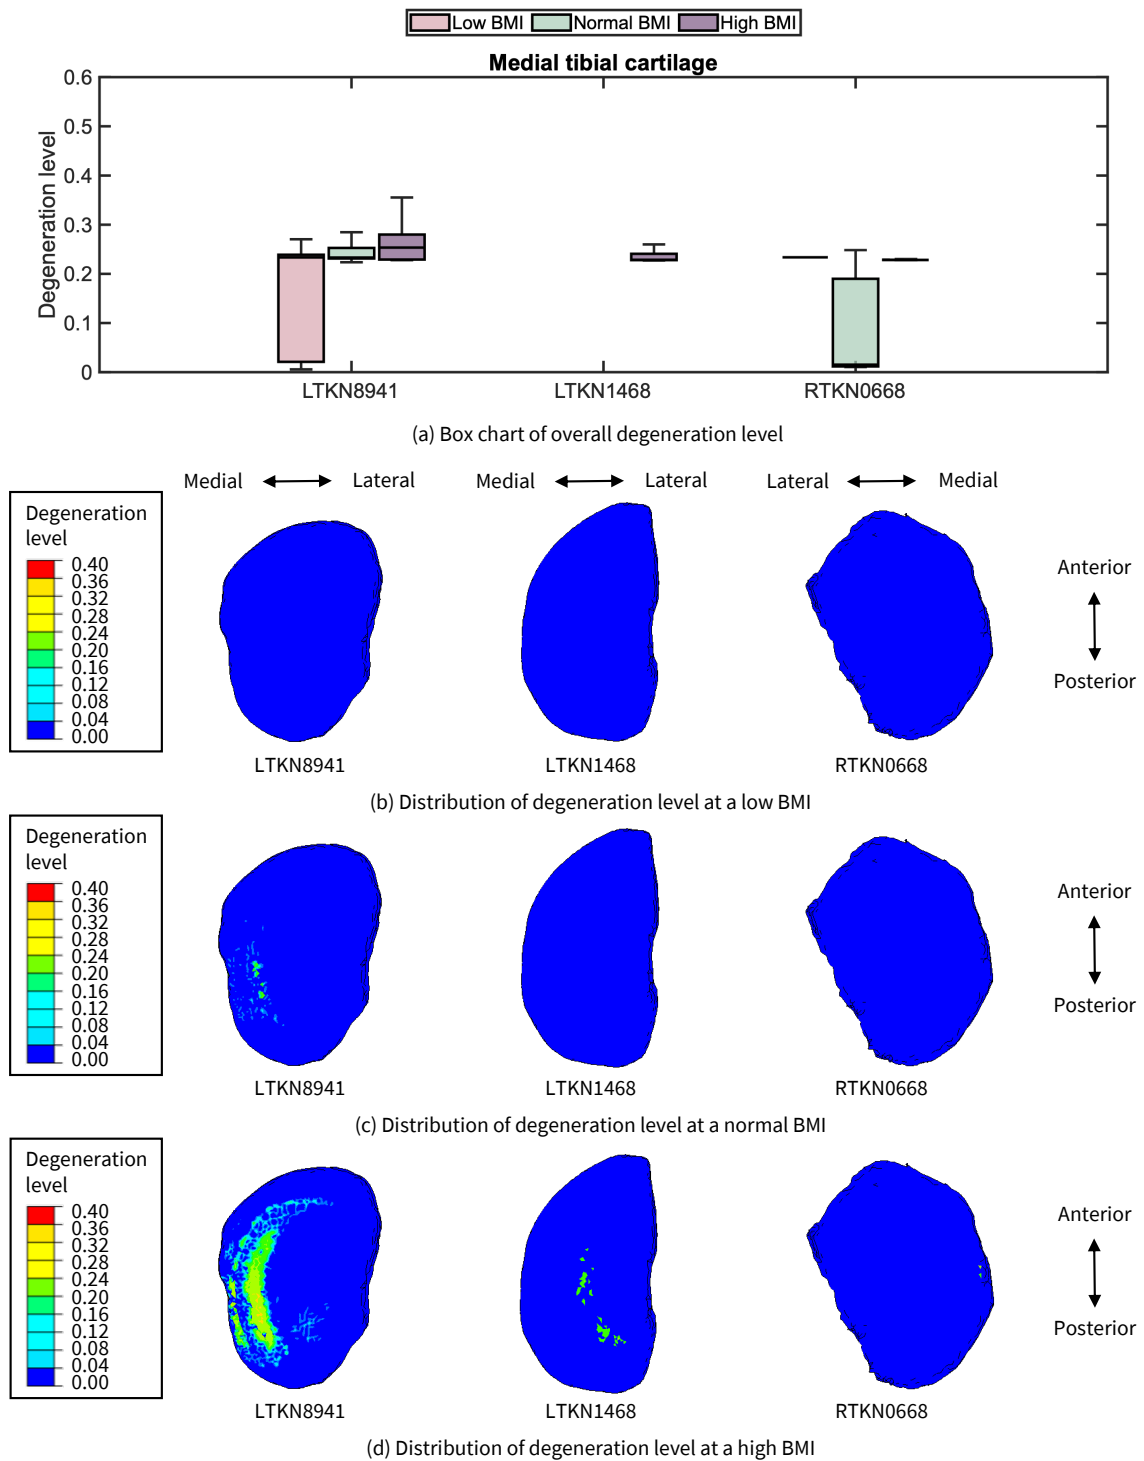 Low BMI Normal BMI High BMI
Medial tibial cartilage
Degeneration level
0.6
0.5
0.4
0.3
0.2
0.1
0
LTKN8941 LTKN1468 RTKN0668
(a) Box chart of overall degeneration level
Medial Lateral Medial Lateral Lateral Medial
Degeneration
level
0.40
0.36
0.32
0.28
0.24
0.20
0.16
0.12
0.08
0.04
0.00
Anterior
Posterior
LTKN8941 LTKN1468 RTKN0668
(b) Distribution of degeneration level at a low BMI
Degeneration
level
0.40
0.36
0.32
0.28
0.24
0.20
0.16
0.12
0.08
0.04
0.00
Anterior
Posterior
LTKN8941 LTKN1468 RTKN0668
(c) Distribution of degeneration level at a normal BMI
Degeneration
level
0.40
0.36
0.32
0.28
0.24
0.20
0.16
0.12
0.08
0.04
0.00
Anterior
Posterior
LTKN8941 LTKN1468 RTKN0668
(d) Distribution of degeneration level at a high BMI